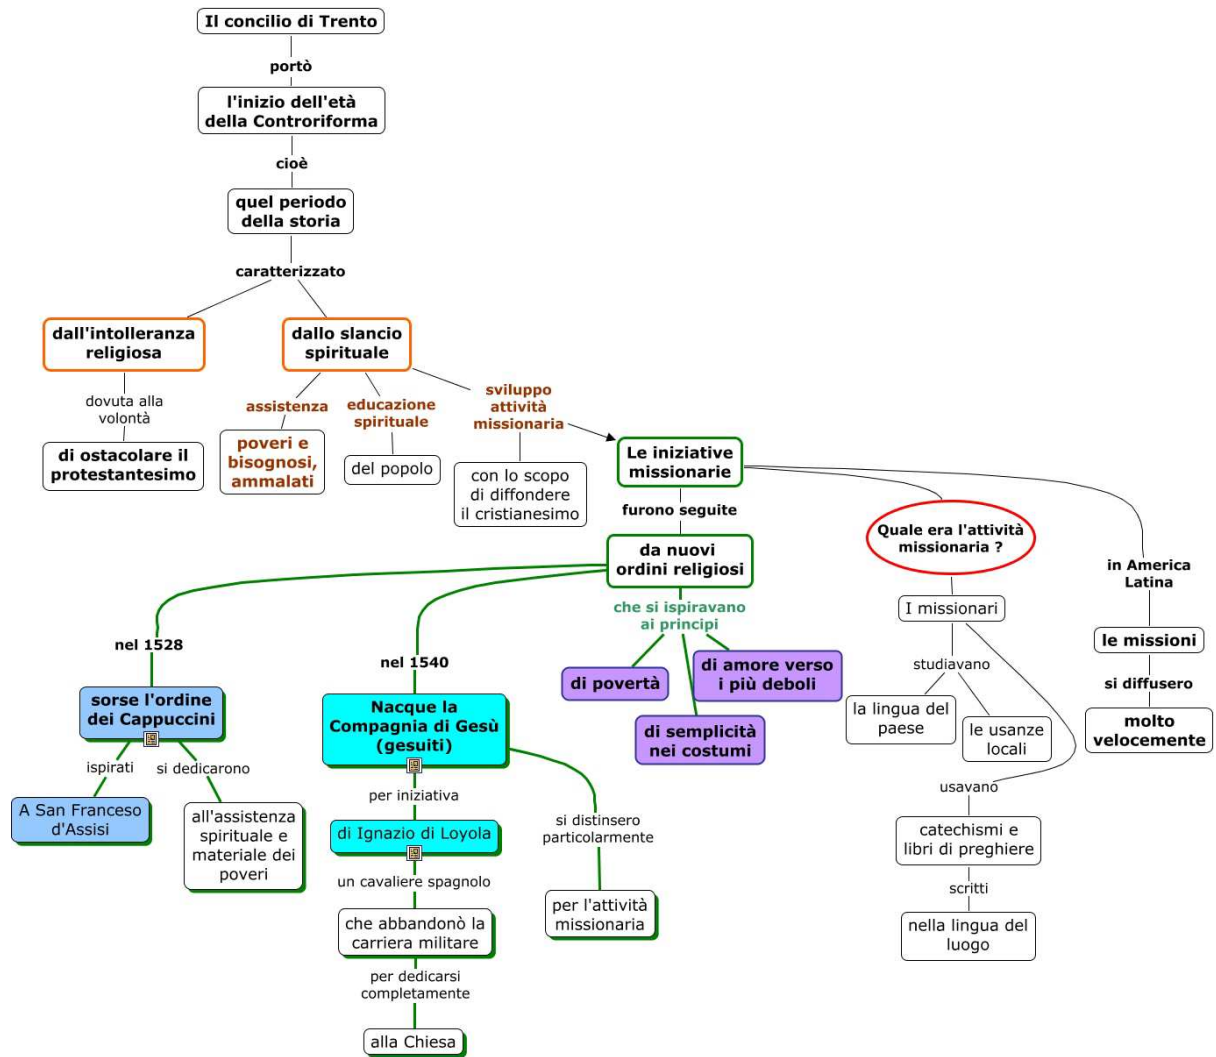 Il concilio di Trento
portò
l'inizio dell'età
della Controriforma
cioè
quel periodo
della storia
caratterizzato
dall'intolleranza
religiosa
dovuta alla
volontà
di ostacolare il
protestantesimo
dallo slancio
spirituale
assistenza
poveri e
bisognosi,
ammalati
educazione
spirituale
del popolo
sviluppo
attività
missionaria
con lo scopo
di diffondere
il cristianesimo
Le iniziative
missionarie
furono seguite
da nuovi
ordini religiosi
nel 1528
sorse l'ordine
dei Cappuccini
ispirati
A San Franceso
d'Assisi
si dedicarono
all'assistenza
spirituale e
materiale dei
poveri
nel 1540
Nacque la
Compagnia di Gesù
(gesuiti)
per iniziativa
di Ignazio di Loyola
un cavaliere spagnolo
che abbandonò la
carriera militare
per dedicarsi
completamente
alla Chiesa
si distinsero
particolarmente
per l'attività
missionaria
che si ispiravano
ai principi
di povertà
di semplicità
nei costumi
di amore verso
i più deboli
Quale era l'attività
missionaria ?
I missionari
studiavano
la lingua del
paese
le usanze
locali
usavano
catechismi e
libri di preghiere
scritti
nella lingua del
luogo
in America
Latina
le missioni
si diffusero
molto
velocemente